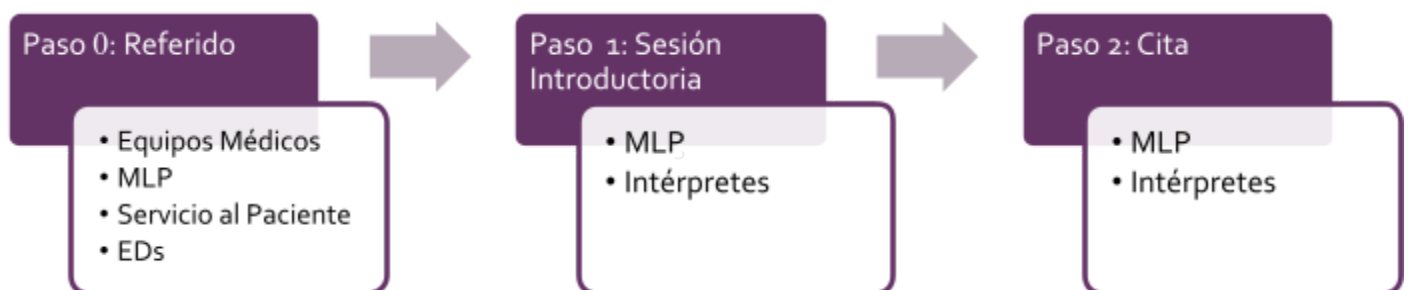 Paso 0: Referido
• Equipos Médicos
• MLP
• Servicio al Paciente
• EDs
Paso 1: Sesión
Introductoria
• MLP
• Intérpretes
Paso 2: Cita
• MLP
• Intérpretes